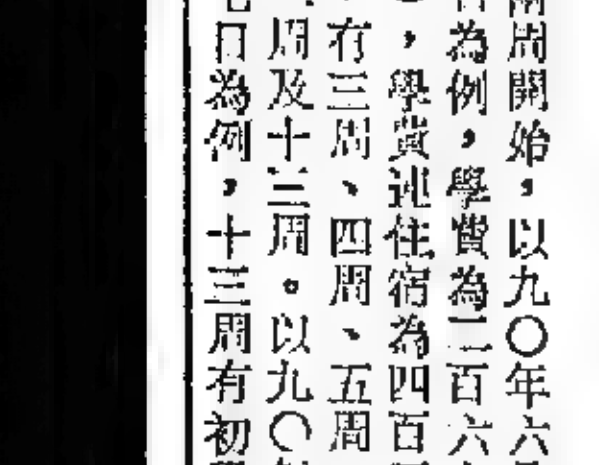 周開始，以九〇年六
為例，學費為二百六
，學費連住宿為四百
有三周、四周、五周
周及十三周。以九〇
日為例，十三周有初